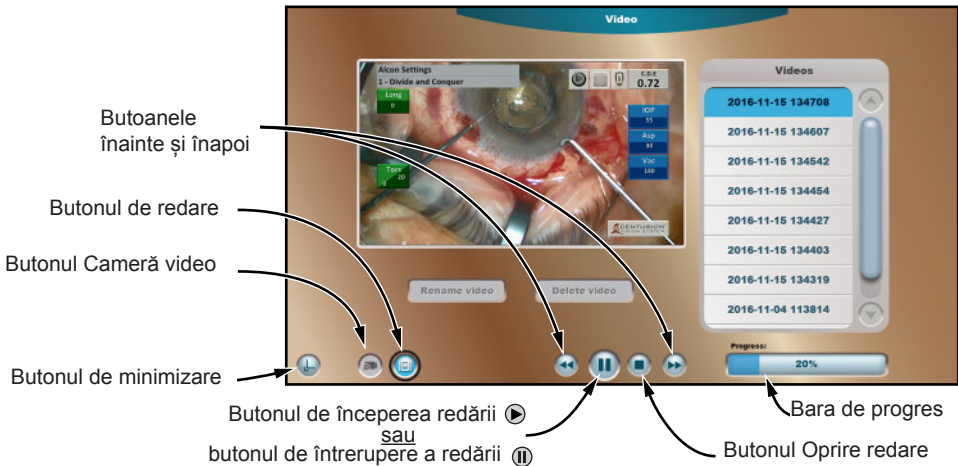 Video
Alcon Settings
1 - Divide and Conquer
C.D.E
0.72
Long
0
IOP
55
Asp
Vac
Tors
0 20
CENTURION
VISION SYSTEM
Rename video
Delete video
Videos
2016-11-15 134708
2016-11-15 134607
2016-11-15 134542
2016-11-15 134454
2016-11-15 134427
2016-11-15 134403
2016-11-15 134319
2016-11-04 113814
Progress:
20%
Butoanele
înainte și înapoi
Butonul de redare
Butonul Cameră video
Butonul de minimizare
Butonul de începerea redării
sau
butonul de întrerupere a redării
Butonul Oprire redare
Bara de progres